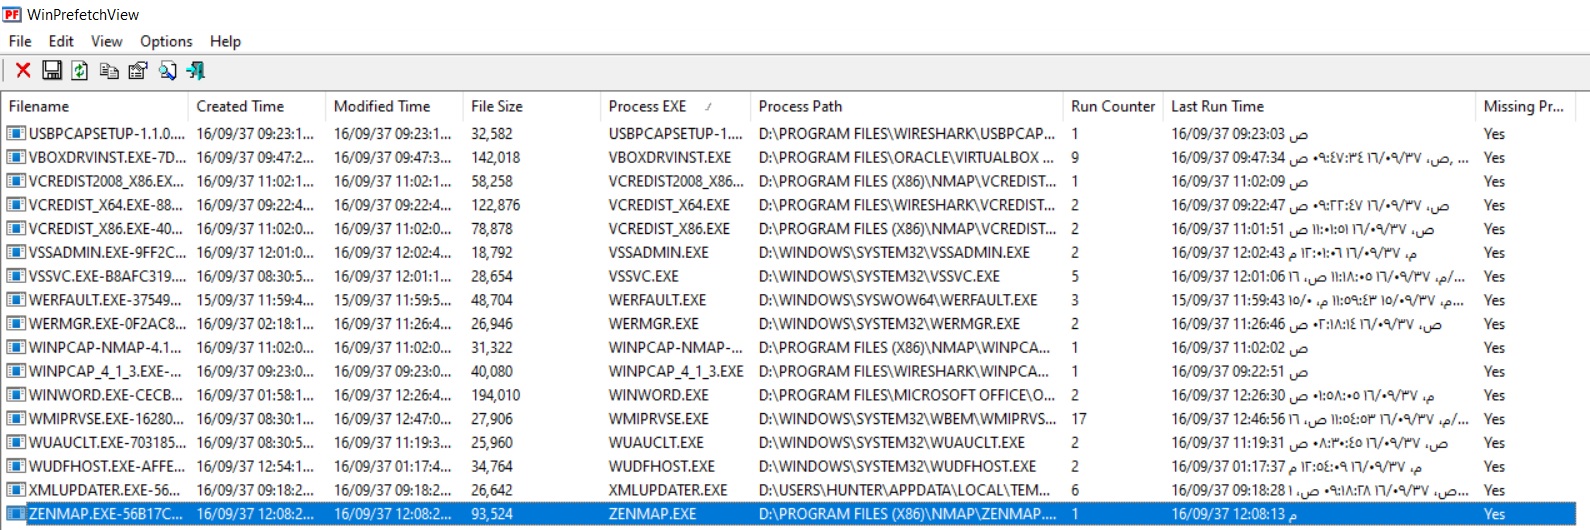 WinPrefetchView
File Edit View Options Help
Filename Created Time Modified Time File Size Process EXE Process Path Run Counter Last Run Time Missing Pr...
USBPCAPSETUP-1.1.0.... 16/09/37 09:23:1... 16/09/37 09:23:1... 32,582 USBPCAPSETUP-1.... D:\PROGRAM FILES\WIRESHARK\USBPCAP... 1 16/09/37 09:23:03 ص Yes
VBOXDRVINST.EXE-7D... 16/09/37 09:47:2... 16/09/37 09:47:3... 142,018 VBOXDRVINST.EXE D:\PROGRAM FILES\ORACLE\VIRTUALBOX ... 9 16/09/37 09:47:34 ص, ١٦/٠٩/٣٧ ٠٩:٤٧:٣٤ ص, ... Yes
VCREDIST2008_X86.EX... 16/09/37 11:02:1... 16/09/37 11:02:1... 58,258 VCREDIST2008_X86... D:\PROGRAM FILES (X86)\NMAP\VCREDIST... 1 16/09/37 11:02:09 ص Yes
VCREDIST_X64.EXE-88... 16/09/37 09:22:4... 16/09/37 09:22:4... 122,876 VCREDIST_X64.EXE D:\PROGRAM FILES\WIRESHARK\VCREDIST... 2 16/09/37 09:22:47 ص, ١٦/٠٩/٣٧ ٠٩:٢٢:٤٧ ص Yes
VCREDIST_X86.EXE-40... 16/09/37 11:02:0... 16/09/37 11:02:0... 78,878 VCREDIST_X86.EXE D:\PROGRAM FILES (X86)\NMAP\VCREDIST... 2 16/09/37 11:01:51 ص, ١٦/٠٩/٣٧ ١١:٠١:٥١ ص Yes
VSSADMIN.EXE-9FF2C... 16/09/37 12:01:0... 16/09/37 12:02:4... 18,792 VSSADMIN.EXE D:\WINDOWS\SYSTEM32\VSSADMIN.EXE 2 16/09/37 12:02:43 م, ١٦/٠٩/٣٧ ١٢:٠١:٠٦ م Yes
VSSVC.EXE-B8AFC319.... 16/09/37 08:30:5... 16/09/37 12:01:1... 28,654 VSSVC.EXE D:\WINDOWS\SYSTEM32\VSSVC.EXE 5 16/09/37 12:01:06 م, ١٦/٠٩/٣٧ ١١:١٨:٠٥ ص, ١٦/... Yes
WERFAULT.EXE-37549... 15/09/37 11:59:4... 15/09/37 11:59:5... 48,704 WERFAULT.EXE D:\WINDOWS\SYSWOW64\WERFAULT.EXE 3 15/09/37 11:59:43 م, ١٥/٠٩/٣٧ ١١:٥٩:٤٣ م, ١٥/٠... Yes
WERMGR.EXE-0F2AC8... 16/09/37 02:18:1... 16/09/37 11:26:4... 26,946 WERMGR.EXE D:\WINDOWS\SYSTEM32\WERMGR.EXE 2 16/09/37 11:26:46 ص, ١٦/٠٩/٣٧ ٠٢:١٨:١٤ ص Yes
WINPCAP-NMAP-4.1... 16/09/37 11:02:0... 16/09/37 11:02:0... 31,322 WINPCAP-NMAP-... D:\PROGRAM FILES (X86)\NMAP\WINPCA... 1 16/09/37 11:02:02 ص Yes
WINPCAP_4_1_3.EXE-... 16/09/37 09:23:0... 16/09/37 09:23:0... 40,080 WINPCAP_4_1_3.EXE D:\PROGRAM FILES\WIRESHARK\WINPCA... 1 16/09/37 09:22:51 ص Yes
WINWORD.EXE-CECB... 16/09/37 01:58:1... 16/09/37 12:26:4... 194,010 WINWORD.EXE D:\PROGRAM FILES\MICROSOFT OFFICE\O... 2 16/09/37 12:26:30 م, ١٦/٠٩/٣٧ ٠١:٥٨:٠٥ ص Yes
WMIPRVSE.EXE-16280... 16/09/37 08:30:1... 16/09/37 12:47:0... 27,906 WMIPRVSE.EXE D:\WINDOWS\SYSTEM32\WBEM\WMIPRVS... 17 16/09/37 12:46:56 م, ١٦/٠٩/٣٧ ١١:٥٤:٥٣ ص, ١٦/... Yes
WUAUCLT.EXE-703185... 16/09/37 08:30:5... 16/09/37 11:19:3... 25,960 WUAUCLT.EXE D:\WINDOWS\SYSTEM32\WUAUCLT.EXE 2 16/09/37 11:19:31 ص, ١٦/٠٩/٣٧ ٠٨:٣٠:٤٥ ص Yes
WUDFHOST.EXE-AFFE... 16/09/37 12:54:1... 16/09/37 01:17:4... 34,764 WUDFHOST.EXE D:\WINDOWS\SYSTEM32\WUDFHOST.EXE 2 16/09/37 01:17:37 م, ١٦/٠٩/٣٧ ١٢:٥٤:٠٩ م Yes
XMLUPDATER.EXE-56... 16/09/37 09:18:2... 16/09/37 09:18:2... 26,642 XMLUPDATER.EXE D:\USERS\HUNTER\APPDATA\LOCAL\TEM... 6 16/09/37 09:18:28 ص, ١٦/٠٩/٣٧ ٠٩:١٨:٢٨ ص, ١... Yes
ZENMAP.EXE-56B17C... 16/09/37 12:08:2... 16/09/37 12:08:2... 93,524 ZENMAP.EXE D:\PROGRAM FILES (X86)\NMAP\ZENMAP.... 1 16/09/37 12:08:13 م Yes